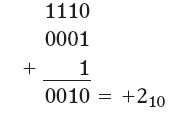 1110
0001
+ 1
0010 = +2₁₀